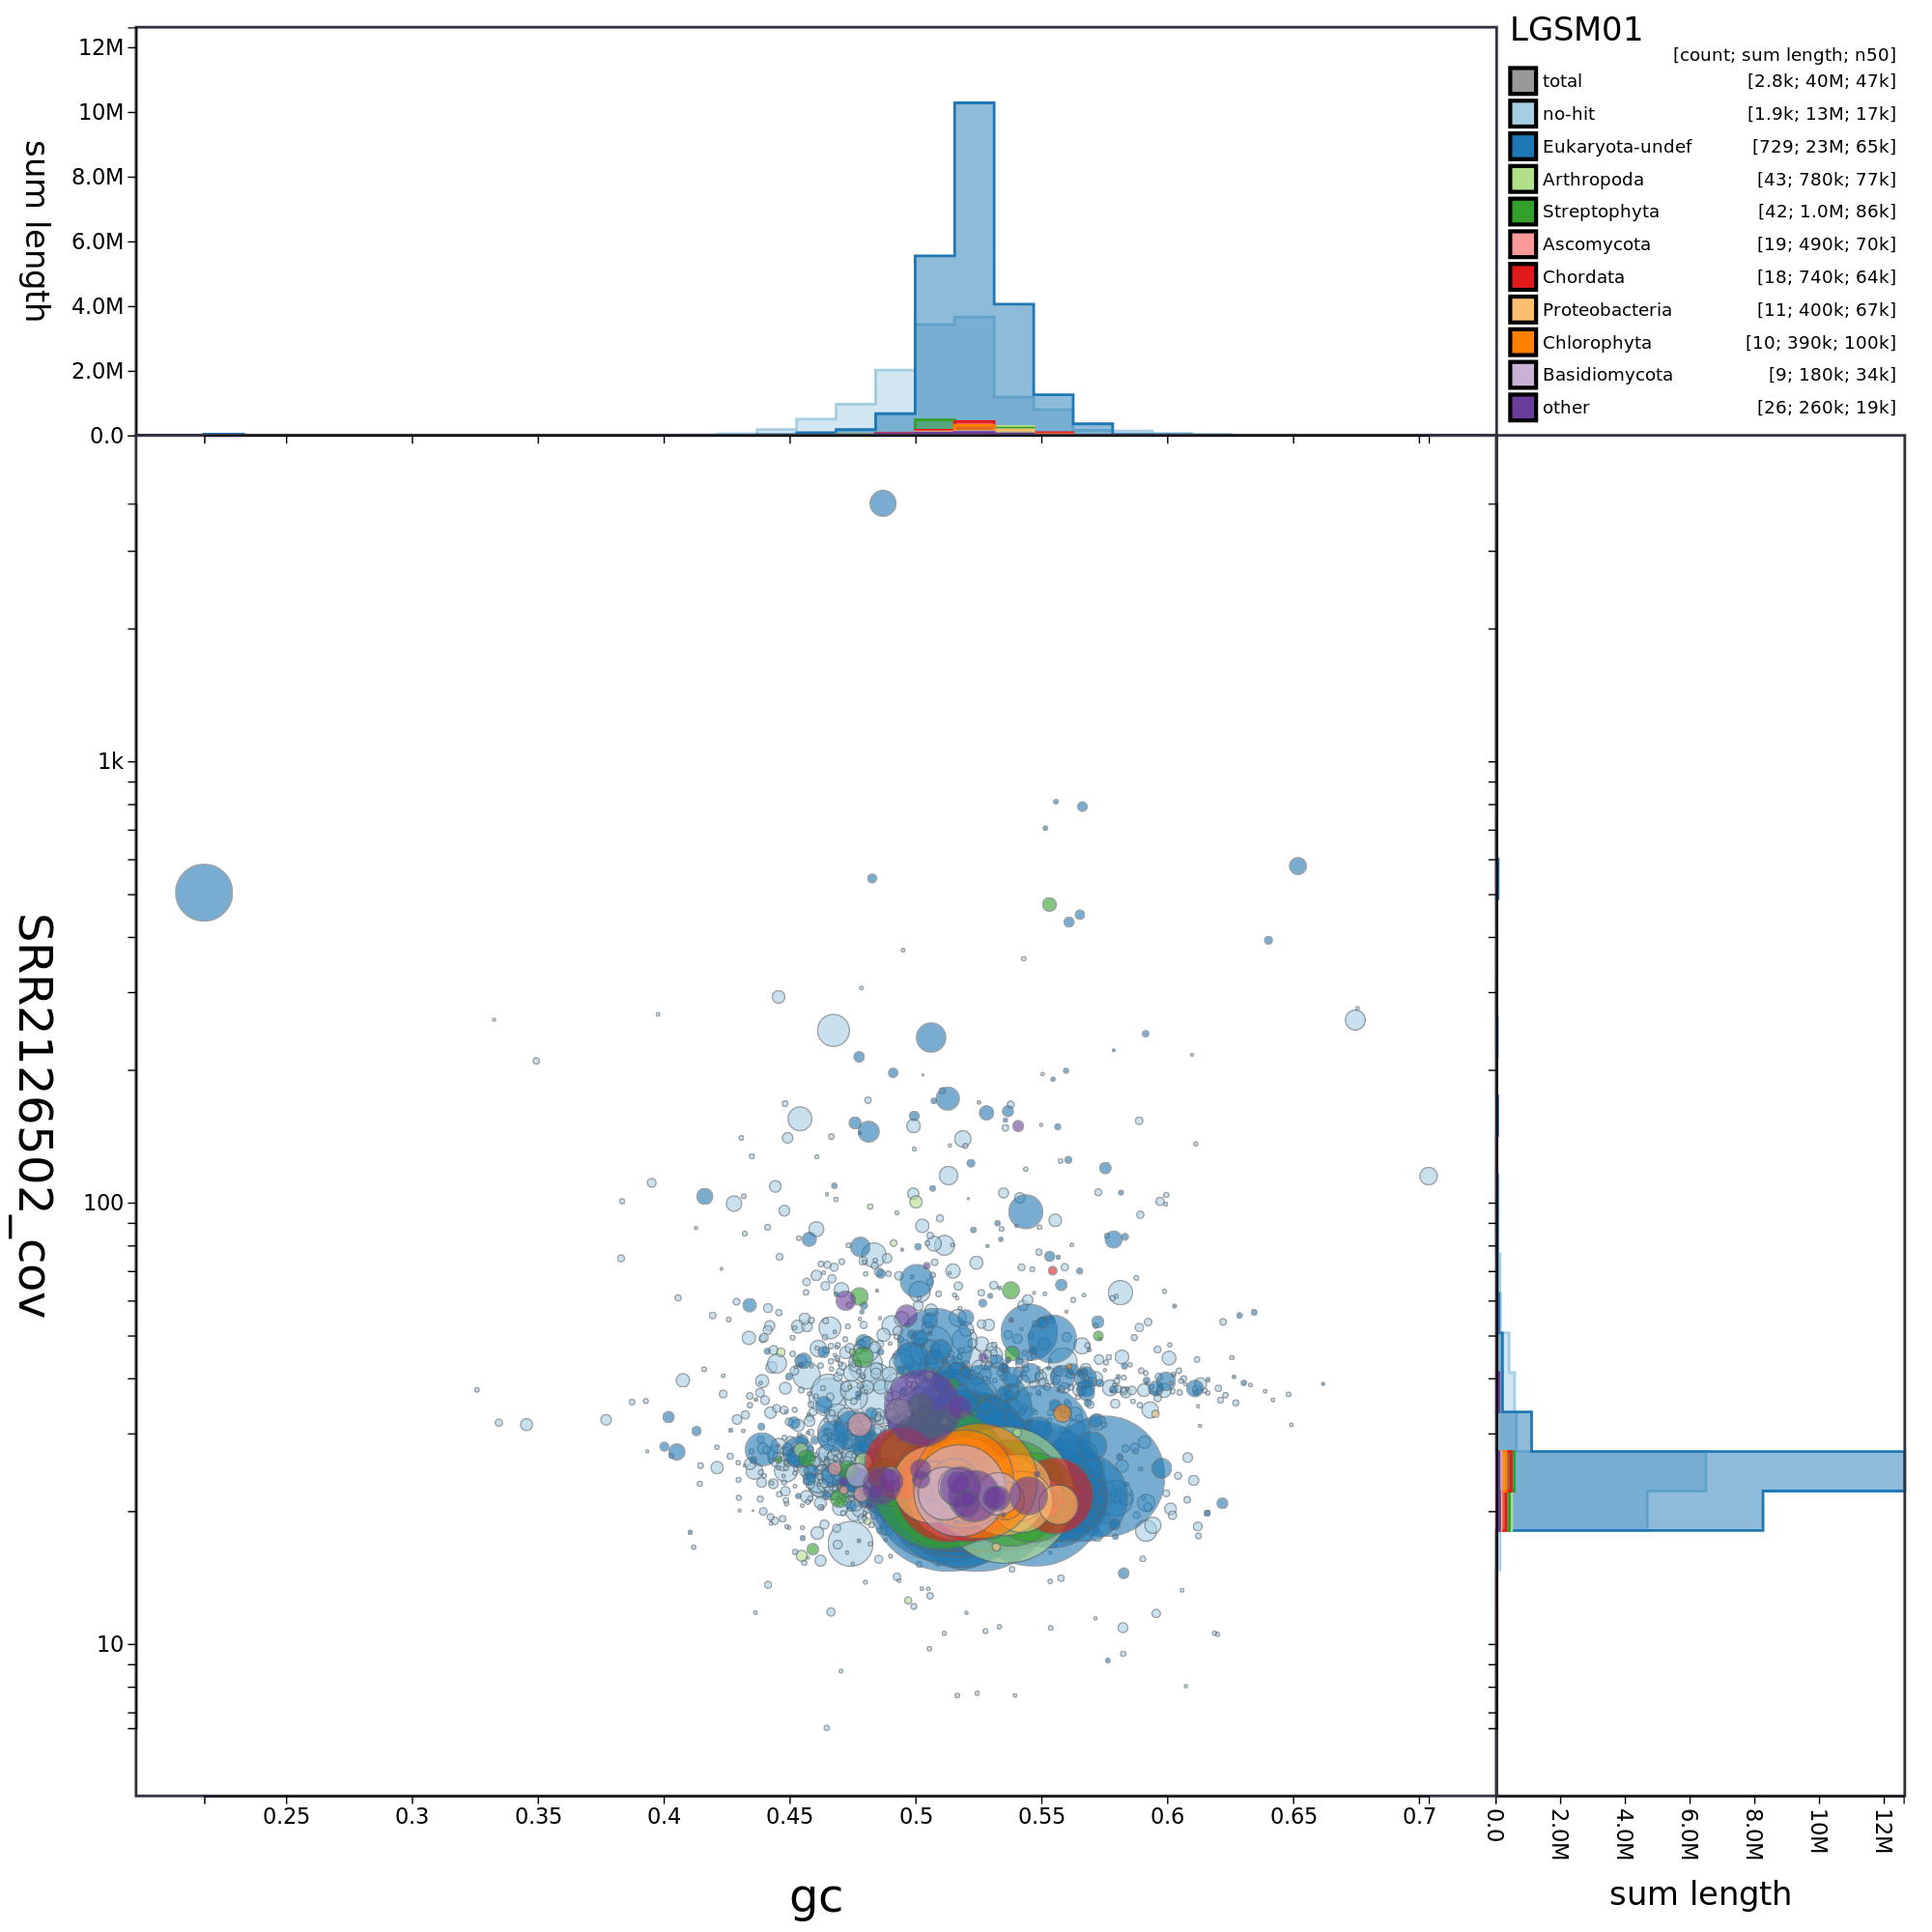 LGSM01
[count; sum length; n50]
total [2.8k; 40M; 47k]
no-hit [1.9k; 13M; 17k]
Eukaryota-undef [729; 23M; 65k]
Arthropoda [43; 780k; 77k]
Streptophyta [42; 1.0M; 86k]
Ascomycota [19; 490k; 70k]
Chordata [18; 740k; 64k]
Proteobacteria [11; 400k; 67k]
Chlorophyta [10; 390k; 100k]
Basidiomycota [9; 180k; 34k]
other [26; 260k; 19k]
12M
10M
8.0M
6.0M
4.0M
2.0M
0.0
sum length
1k
100
10
SRR2126502_cov
0.25 0.3 0.35 0.4 0.45 0.5 0.55 0.6 0.65 0.7
gc
0.0 2.0M 4.0M 6.0M 8.0M 10M 12M
sum length